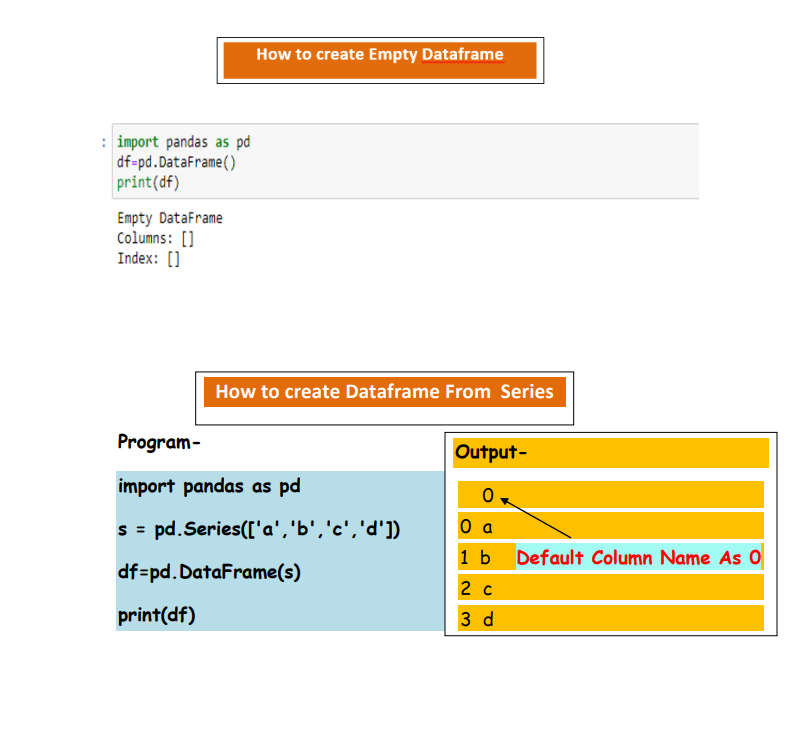 How to create Empty Dataframe
: import pandas as pd
df=pd.DataFrame()
print(df)
Empty DataFrame
Columns: []
Index: []
How to create Dataframe From Series
Program-
import pandas as pd
s = pd.Series(['a','b','c','d'])
df=pd.DataFrame(s)
print(df)
Output-
0
0 a
1 b Default Column Name As 0
2 c
3 d